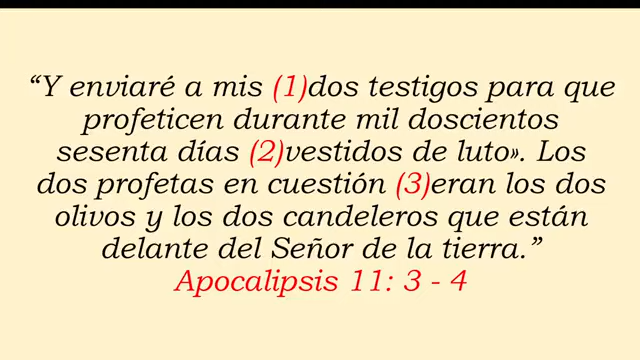 “Y enviaré a mis (1)dos testigos para que
profeticen durante mil doscientos
sesenta días (2)vestidos de luto». Los
dos profetas en cuestión (3)eran los dos
olivos y los dos candeleros que están
delante del Señor de la tierra.”
Apocalipsis 11: 3 - 4